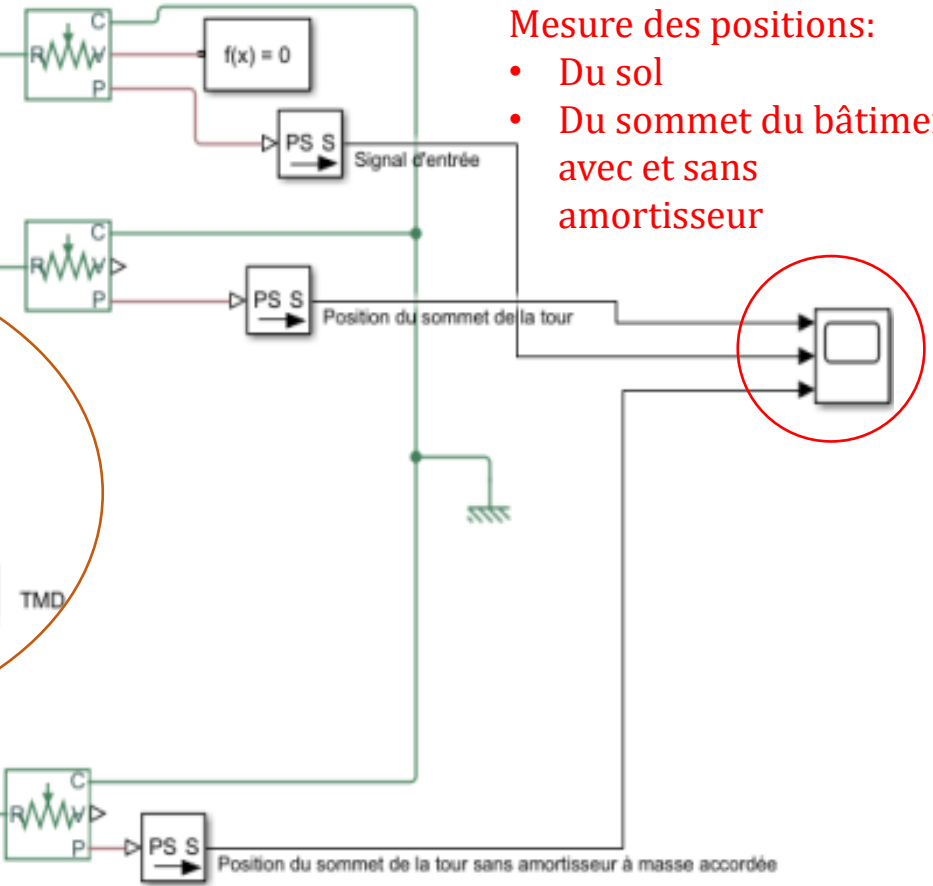 Mesure des positions:
• Du sol
• Du sommet du bâtime
avec et sans
amortisseur
C
R V
P
f(x) = 0
PS S
Signal d'entrée
C
R V
P
PS S
Position du sommet de la tour
TMD
C
R V
P
PS S
Position du sommet de la tour sans amortisseur à masse accordée